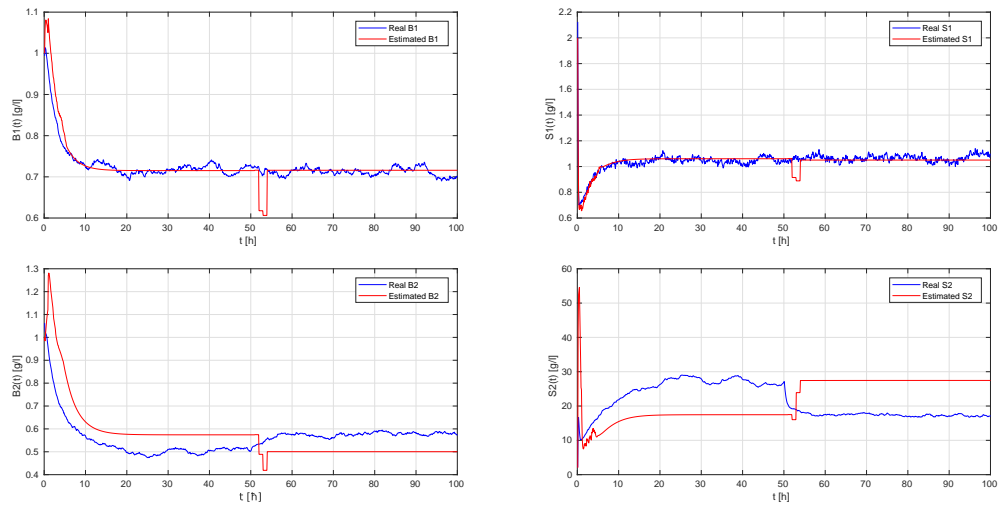 1.1
1
0.9
0.8
0.7
0.6
B1(t) [g/l]
0 10 20 30 40 50 60 70 80 90 100
t [h]
Real B1
Estimated B1
2.2
2
1.8
1.6
1.4
1.2
1.0
0.8
0.6
S1(t) [g/l]
0 10 20 30 40 50 60 70 80 90 100
t [h]
Real S1
Estimated S1
1.3
1.2
1.1
1
0.9
0.8
0.7
0.6
0.5
0.4
B2(t) [g/l]
0 10 20 30 40 50 60 70 80 90 100
t [ħ]
Real B2
Estimated B2
60
50
40
30
20
10
0
S2(t) [g/l]
0 10 20 30 40 50 60 70 80 90 100
t [h]
Real S2
Estimated S2